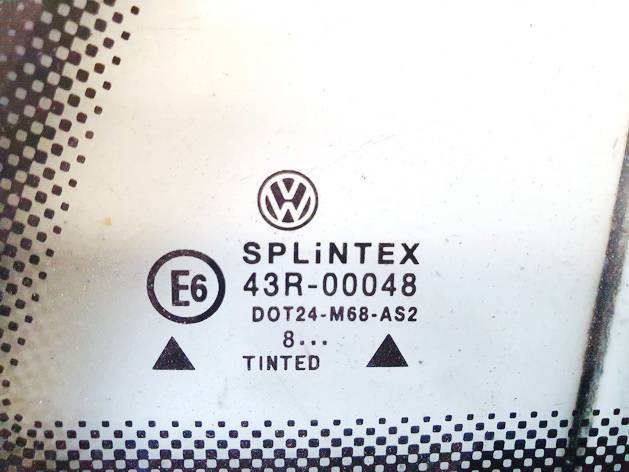 SPLiNTEX
E6 43R-00048
DOT24-M68-AS2
8...
TINTED